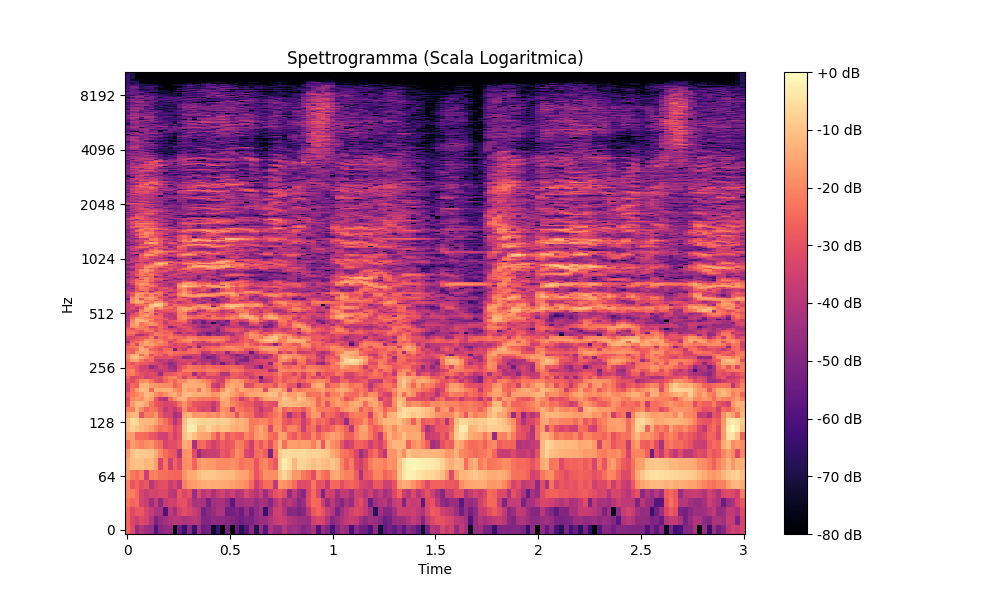 Spettrogramma (Scala Logaritmica)
8192
4096
2048
1024
512
256
128
64
0
Hz
0
0.5
1
1.5
2
2.5
3
Time
+0 dB
-10 dB
-20 dB
-30 dB
-40 dB
-50 dB
-60 dB
-70 dB
-80 dB